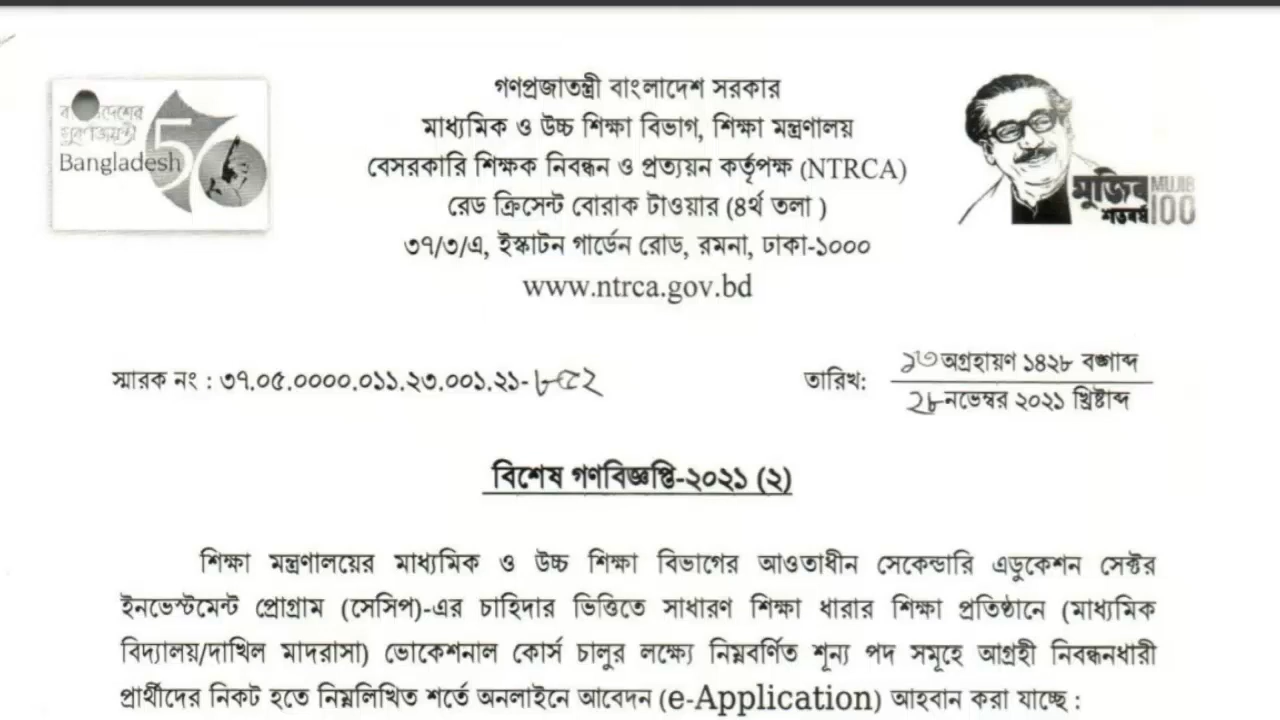 বাংলাদেশের
সুবর্ণজয়ন্তী
Bangladesh 50
গণপ্রজাতন্ত্রী বাংলাদেশ সরকার
মাধ্যমিক ও উচ্চ শিক্ষা বিভাগ, শিক্ষা মন্ত্রণালয়
বেসরকারি শিক্ষক নিবন্ধন ও প্রত্যয়ন কর্তৃপক্ষ (NTRCA)
রেড ক্রিসেন্ট বোরাক টাওয়ার (৪র্থ তলা )
৩৭/৩/এ, ইস্কাটন গার্ডেন রোড, রমনা, ঢাকা-১০০০
www.ntrca.gov.bd
মুজিব MUJIB
শতবর্ষ 100
স্মারক নং : ৩৭.০৫.০০০০.০১১.২৩.০০১.২১-৮৫২
তারিখ: ১৩ অগ্রহায়ণ ১৪২৮ বঙ্গাব্দ
২৮ নভেম্বর ২০২১ খ্রিষ্টাব্দ
বিশেষ গণবিজ্ঞপ্তি-২০২১ (২)
শিক্ষা মন্ত্রণালয়ের মাধ্যমিক ও উচ্চ শিক্ষা বিভাগের আওতাধীন সেকেন্ডারি এডুকেশন সেক্টর
ইনভেস্টমেন্ট প্রোগ্রাম (সেসিপ)-এর চাহিদার ভিত্তিতে সাধারণ শিক্ষা ধারার শিক্ষা প্রতিষ্ঠানে (মাধ্যমিক
বিদ্যালয়/দাখিল মাদরাসা) ভোকেশনাল কোর্স চালুর লক্ষ্যে নিম্নবর্ণিত শূন্য পদ সমূহে আগ্রহী নিবন্ধনধারী
প্রার্থীদের নিকট হতে নিম্নলিখিত শর্তে অনলাইনে আবেদন (e-Application) আহবান করা যাচ্ছে :